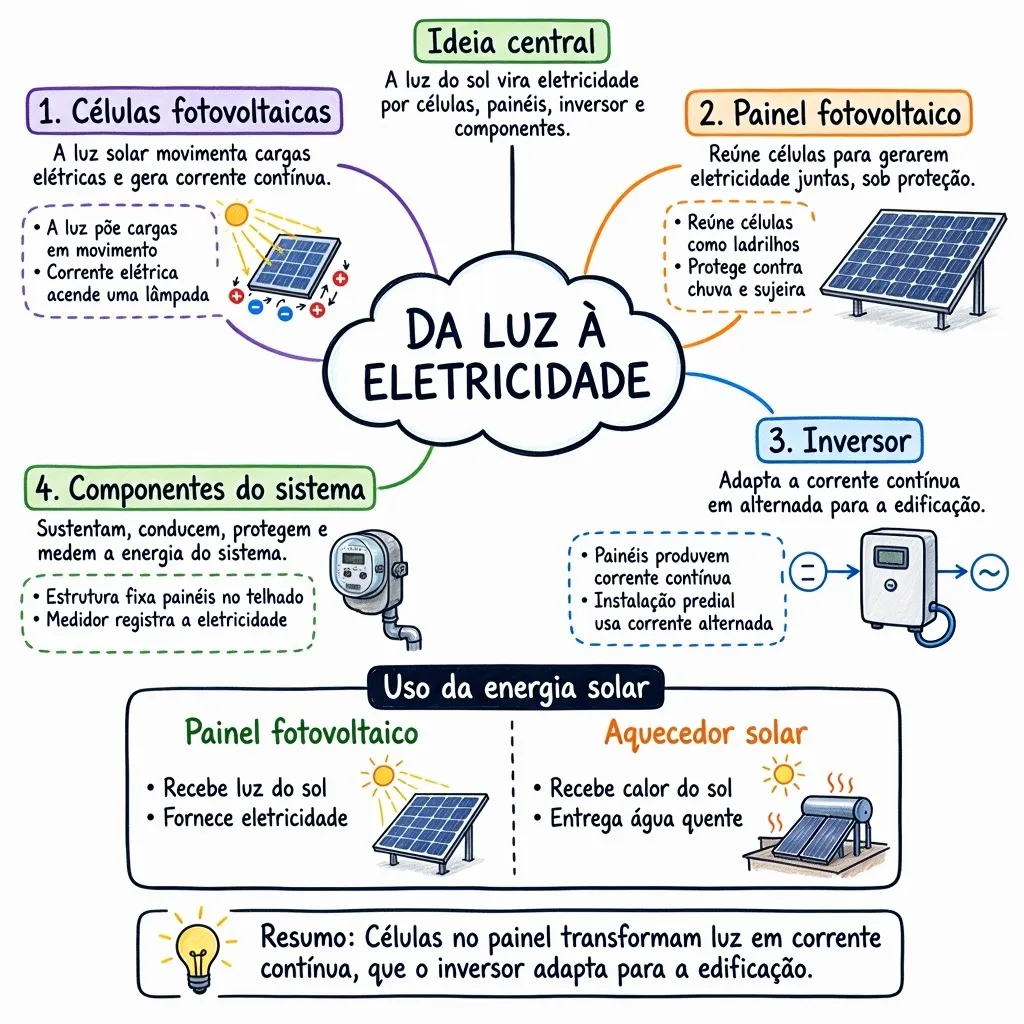 Ideia central
A luz do sol vira eletricidade
por células, painéis, inversor e
componentes.
1. Células fotovoltaicas
A luz solar movimenta cargas
elétricas e gera corrente contínua.
• A luz põe cargas
em movimento
• Corrente elétrica
acende uma lâmpada
2. Painel fotovoltaico
Reúne células para gerarem
eletricidade juntas, sob proteção.
• Reúne células
como ladrilhos
• Protege contra
chuva e sujeira
DA LUZ À
ELETRICIDADE
3. Inversor
Adapta a corrente contínua
em alternada para a edificação.
• Painéis produzem
corrente contínua
• Instalação predial
usa corrente alternada
4. Componentes do sistema
Sustentam, conducem, protegem e
medem a energia do sistema.
• Estrutura fixa painéis no telhado
• Medidor registra a eletricidade
Uso da energia solar
Painel fotovoltaico
• Recebe luz do sol
• Fornece eletricidade
Aquecedor solar
• Recebe calor do sol
• Entrega água quente
Resumo: Células no painel transformam luz em corrente
contínua, que o inversor adapta para a edificação.